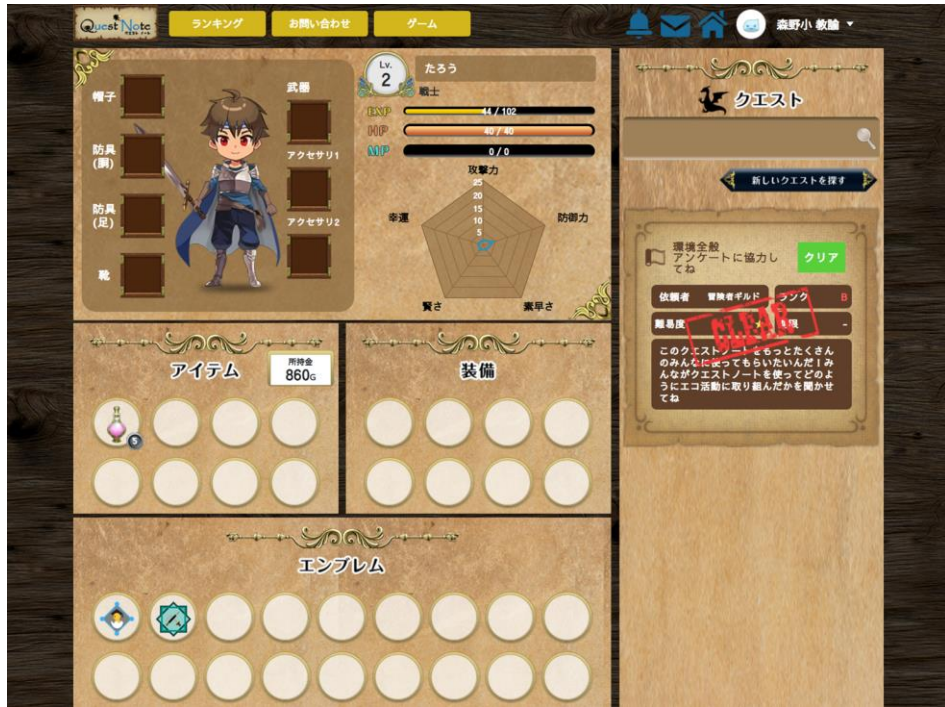 Quest Note
クエスト ノート
ランキング
お問い合わせ
ゲーム
森野小 教諭
帽子
防具
(胴)
防具
(足)
靴
武器
アクセサリ1
アクセサリ2
Lv.
2
たろう
戦士
EXP
44 / 102
HP
40 / 40
MP
0 / 0
攻撃力
25
20
15
10
5
幸運
防御力
賢さ
素早さ
クエスト
新しいクエストを探す
環境全般
アンケートに協力し
てね
クリア
依頼者
冒険者ギルド
ランク
B
難易度
-
CLEAR
このクエストノートをもっとたくさん
のみんなに使ってもらいたいんだ！み
んながクエストノートを使ってどのよ
うにエコ活動に取り組んだかを聞かせ
てね
アイテム
所持金
860G
5
装備
エンブレム